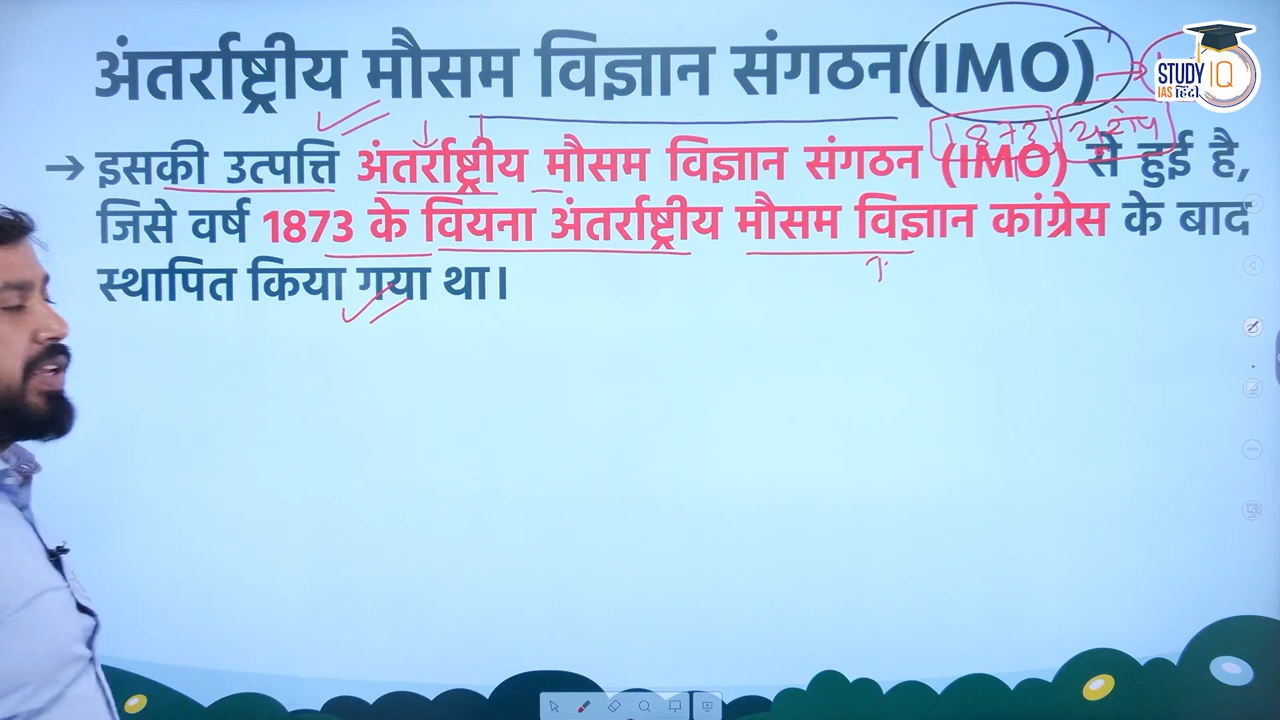 अंतर्राष्ट्रीय मौसम विज्ञान संगठन(IMO)
STUDY IQ
IAS हिंदी
1873 यूरोप
→ इसकी उत्पत्ति अंतर्राष्ट्रीय मौसम विज्ञान संगठन (IMO) से हुई है,
जिसे वर्ष 1873 के वियना अंतर्राष्ट्रीय मौसम विज्ञान कांग्रेस के बाद
स्थापित किया गया था।